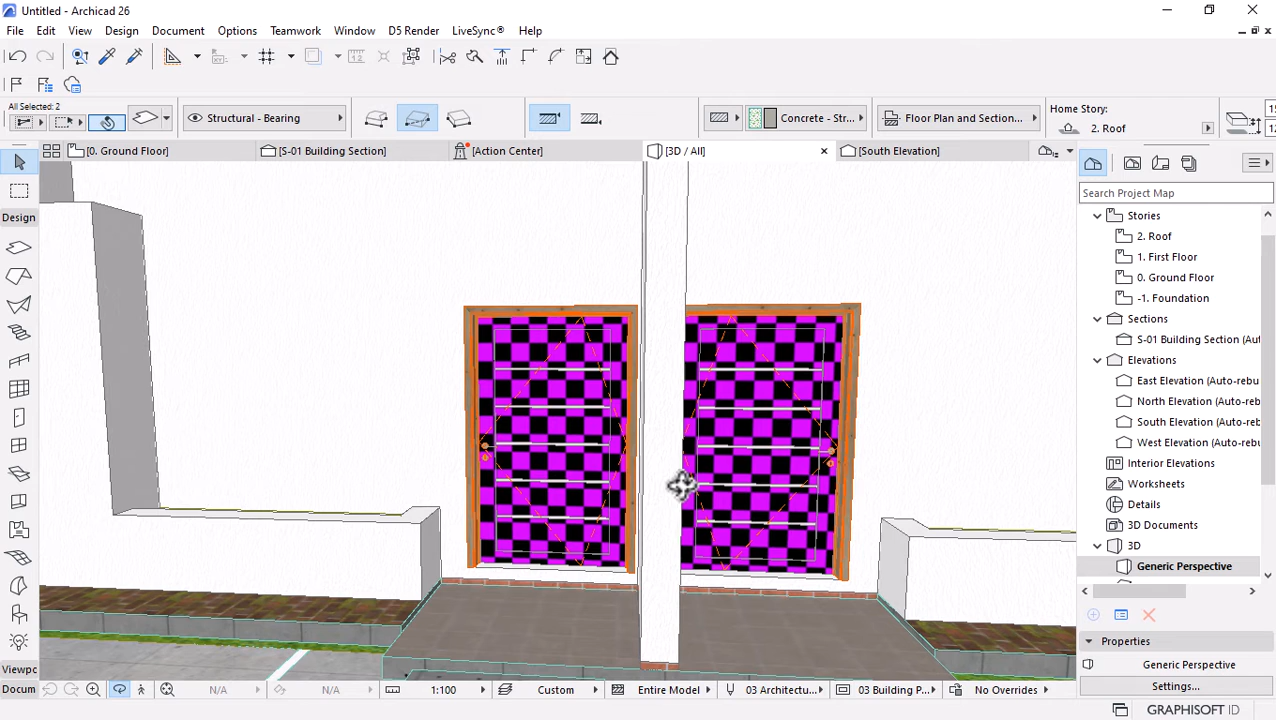 Untitled - Archicad 26
File Edit View Design Document Options Teamwork Window D5 Render LiveSync® Help
All Selected: 2
Structural - Bearing
Concrete - Str...
Floor Plan and Section...
Home Story:
2. Roof
[0. Ground Floor]
[S-01 Building Section]
[Action Center]
[3D / All]
[South Elevation]
Search Project Map
Design
Stories
2. Roof
1. First Floor
0. Ground Floor
-1. Foundation
Sections
S-01 Building Section (Aut
Elevations
East Elevation (Auto-rebu
North Elevation (Auto-reb
South Elevation (Auto-reb
West Elevation (Auto-rebu
Interior Elevations
Worksheets
Details
3D Documents
3D
Generic Perspective
Properties
Generic Perspective
Settings...
Viewpc
Docum
N/A
N/A
1:100
Custom
Entire Model
03 Architectu...
03 Building P...
No Overrides
GRAPHISOFT ID